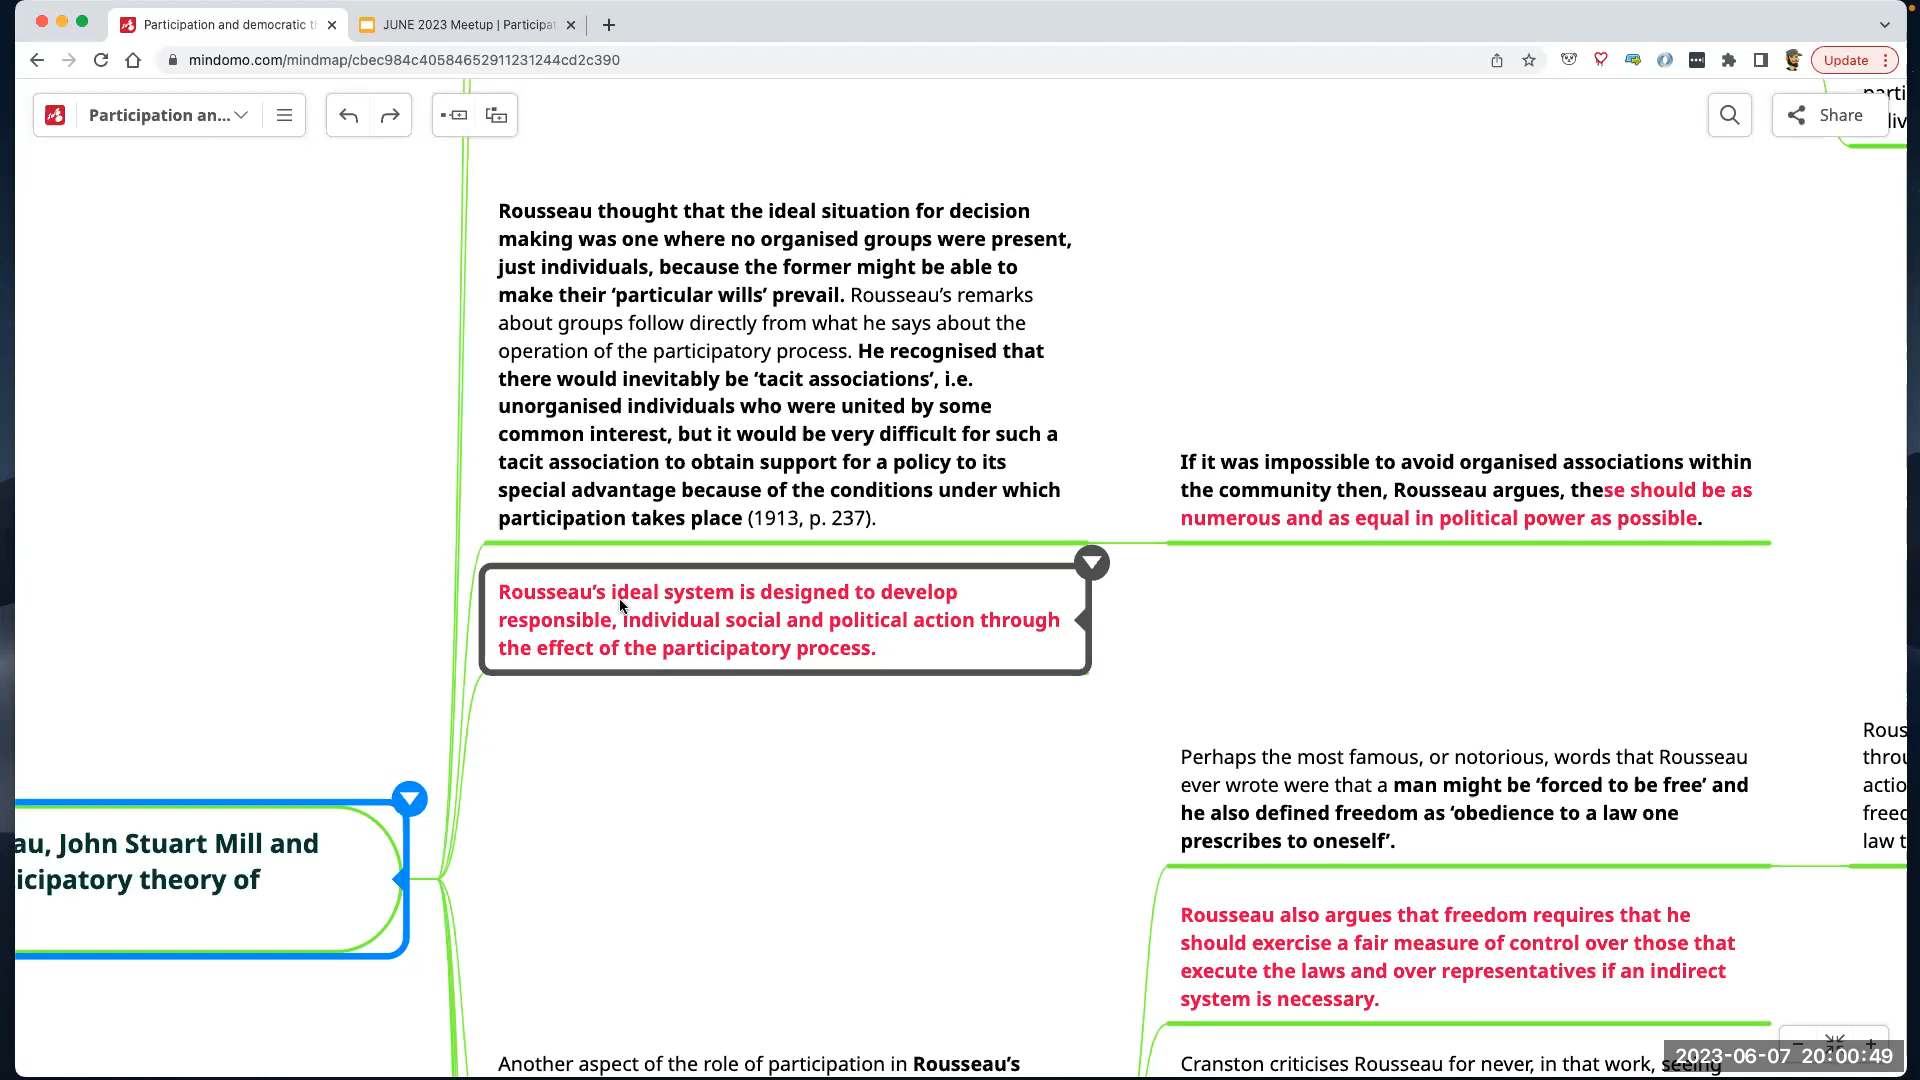 Participation and democratic t
JUNE 2023 Meetup | Participat
mindomo.com/mindmap/cbec984c40584652911231244cd2c390
Update
Participation an...
Share
parti
liv
Rousseau thought that the ideal situation for decision
making was one where no organised groups were present,
just individuals, because the former might be able to
make their ‘particular wills’ prevail. Rousseau’s remarks
about groups follow directly from what he says about the
operation of the participatory process. He recognised that
there would inevitably be ‘tacit associations’, i.e.
unorganised individuals who were united by some
common interest, but it would be very difficult for such a
tacit association to obtain support for a policy to its
special advantage because of the conditions under which
participation takes place (1913, p. 237).
If it was impossible to avoid organised associations within
the community then, Rousseau argues, these should be as
numerous and as equal in political power as possible.
Rousseau’s ideal system is designed to develop
responsible, individual social and political action through
the effect of the participatory process.
Perhaps the most famous, or notorious, words that Rousseau
ever wrote were that a man might be ‘forced to be free’ and
he also defined freedom as ‘obedience to a law one
prescribes to oneself’.
Rous
throu
actio
freed
law t
au, John Stuart Mill and
icipatory theory of
Rousseau also argues that freedom requires that he
should exercise a fair measure of control over those that
execute the laws and over representatives if an indirect
system is necessary.
Another aspect of the role of participation in Rousseau’s
Cranston criticises Rousseau for never, in that work, seeing
2023-06-07 20:00:49